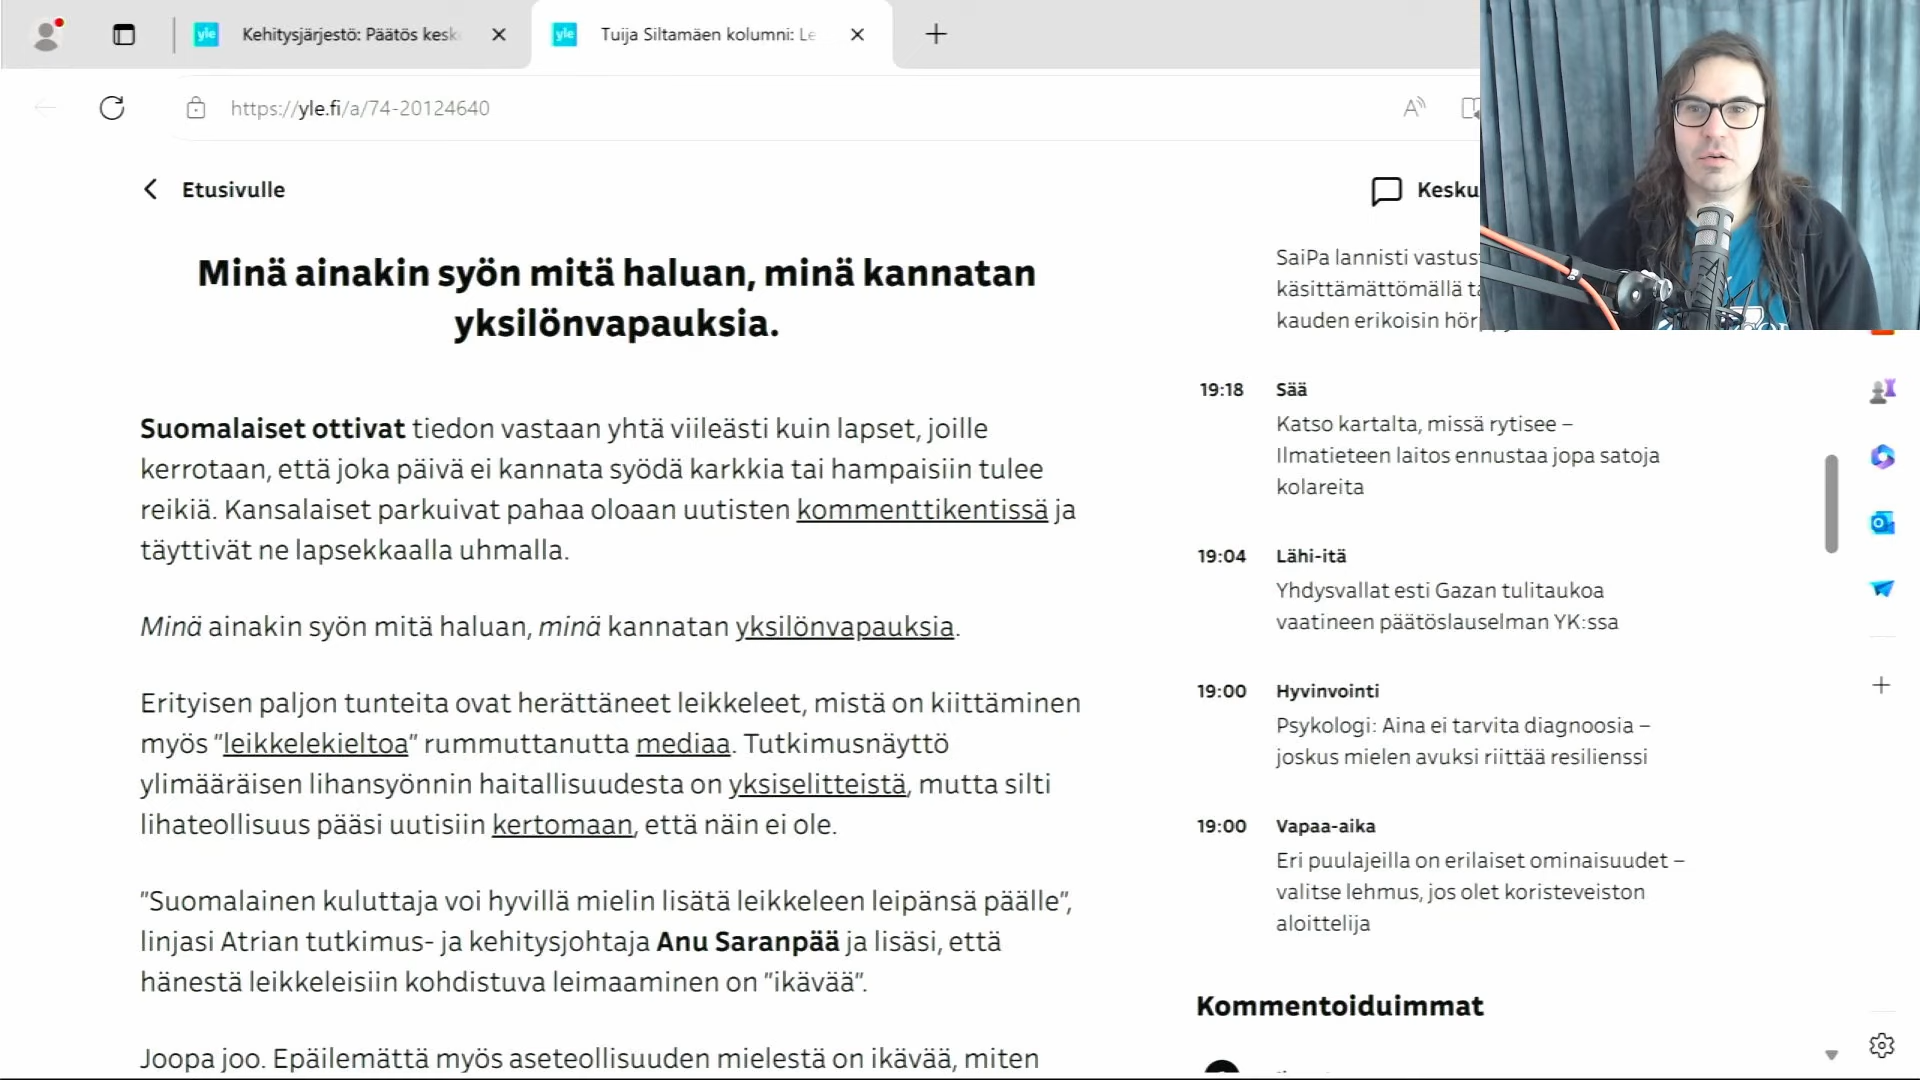 yle
Kehitysjärjestö: Päätös kesk
yle
Tuija Siltamäen kolumni: Le
https://yle.fi/a/74-20124640
Etusivulle
Kesku
Minä ainakin syön mitä haluan, minä kannatan
yksilönvapauksia.
Suomalaiset ottivat tiedon vastaan yhtä viileästi kuin lapset, joille
kerrotaan, että joka päivä ei kannata syödä karkkia tai hampaisiin tulee
reikiä. Kansalaiset parkuivat pahaa oloaan uutisten kommenttikentissä ja
täyttivät ne lapsekkaalla uhmalla.
Minä ainakin syön mitä haluan, minä kannatan yksilönvapauksia.
Erityisen paljon tunteita ovat herättäneet leikkeleet, mistä on kiittäminen
myös ”leikkelekieltoa” rummuttanutta mediaa. Tutkimusnäyttö
ylimääräisen lihansyönnin haitallisuudesta on yksiselitteistä, mutta silti
lihateollisuus pääsi uutisiin kertomaan, että näin ei ole.
”Suomalainen kuluttaja voi hyvillä mielin lisätä leikkeleen leipänsä päälle”,
linjasi Atrian tutkimus- ja kehitysjohtaja Anu Saranpää ja lisäsi, että
hänestä leikkeleisiin kohdistuva leimaaminen on ”ikävää”.
Joopa joo. Epäilemättä myös aseteollisuuden mielestä on ikävää, miten
SaiPa lannisti vastus
käsittämättömällä ta
kauden erikoisin hör
19:18 Sää
Katso kartalta, missä rytisee –
Ilmatieteen laitos ennustaa jopa satoja
kolareita
19:04 Lähi-itä
Yhdysvallat esti Gazan tulitaukoa
vaatineen päätöslauselman YK:ssa
19:00 Hyvinvointi
Psykologi: Aina ei tarvita diagnoosia –
joskus mielen avuksi riittää resilienssi
19:00 Vapaa-aika
Eri puulajeilla on erilaiset ominaisuudet –
valitse lehmus, jos olet koristeveiston
aloittelija
Kommentoiduimmat